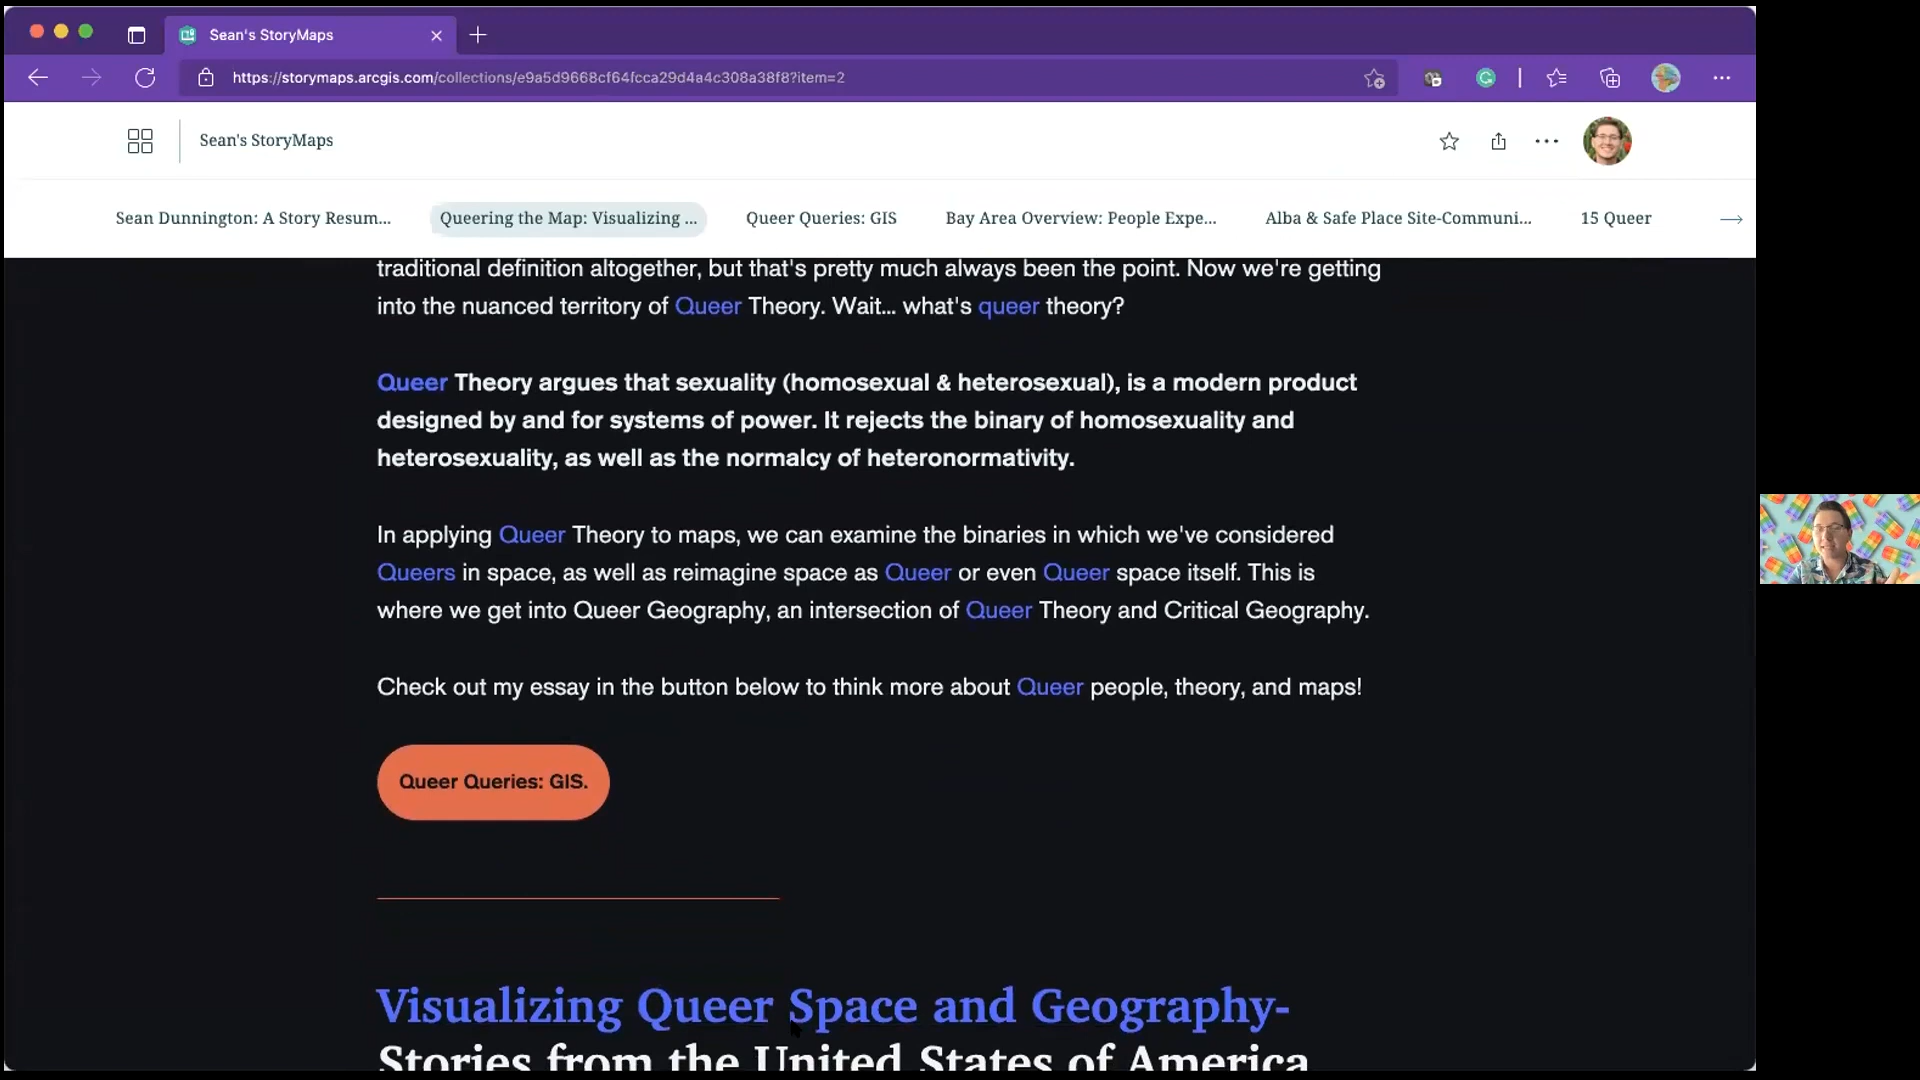 Sean's StoryMaps
https://storymaps.arcgis.com/collections/e9a5d9668cf64fcca29d4a4c308a38f8?item=2
Sean's StoryMaps
Sean Dunnington: A Story Resum...
Queering the Map: Visualizing ...
Queer Queries: GIS
Bay Area Overview: People Expe...
Alba & Safe Place Site-Communi...
15 Queer
traditional definition altogether, but that's pretty much always been the point. Now we're getting
into the nuanced territory of Queer Theory. Wait... what's queer theory?
Queer Theory argues that sexuality (homosexual & heterosexual), is a modern product
designed by and for systems of power. It rejects the binary of homosexuality and
heterosexuality, as well as the normalcy of heteronormativity.
In applying Queer Theory to maps, we can examine the binaries in which we've considered
Queers in space, as well as reimagine space as Queer or even Queer space itself. This is
where we get into Queer Geography, an intersection of Queer Theory and Critical Geography.
Check out my essay in the button below to think more about Queer people, theory, and maps!
Queer Queries: GIS.
Visualizing Queer Space and Geography-
Stories from the United States of America